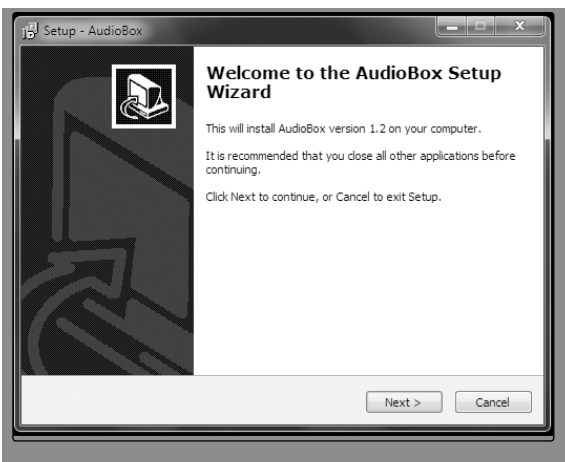 Setup - AudioBox
Welcome to the AudioBox Setup
Wizard
This will install AudioBox version 1.2 on your computer.
It is recommended that you close all other applications before
continuing.
Click Next to continue, or Cancel to exit Setup.
Next >
Cancel